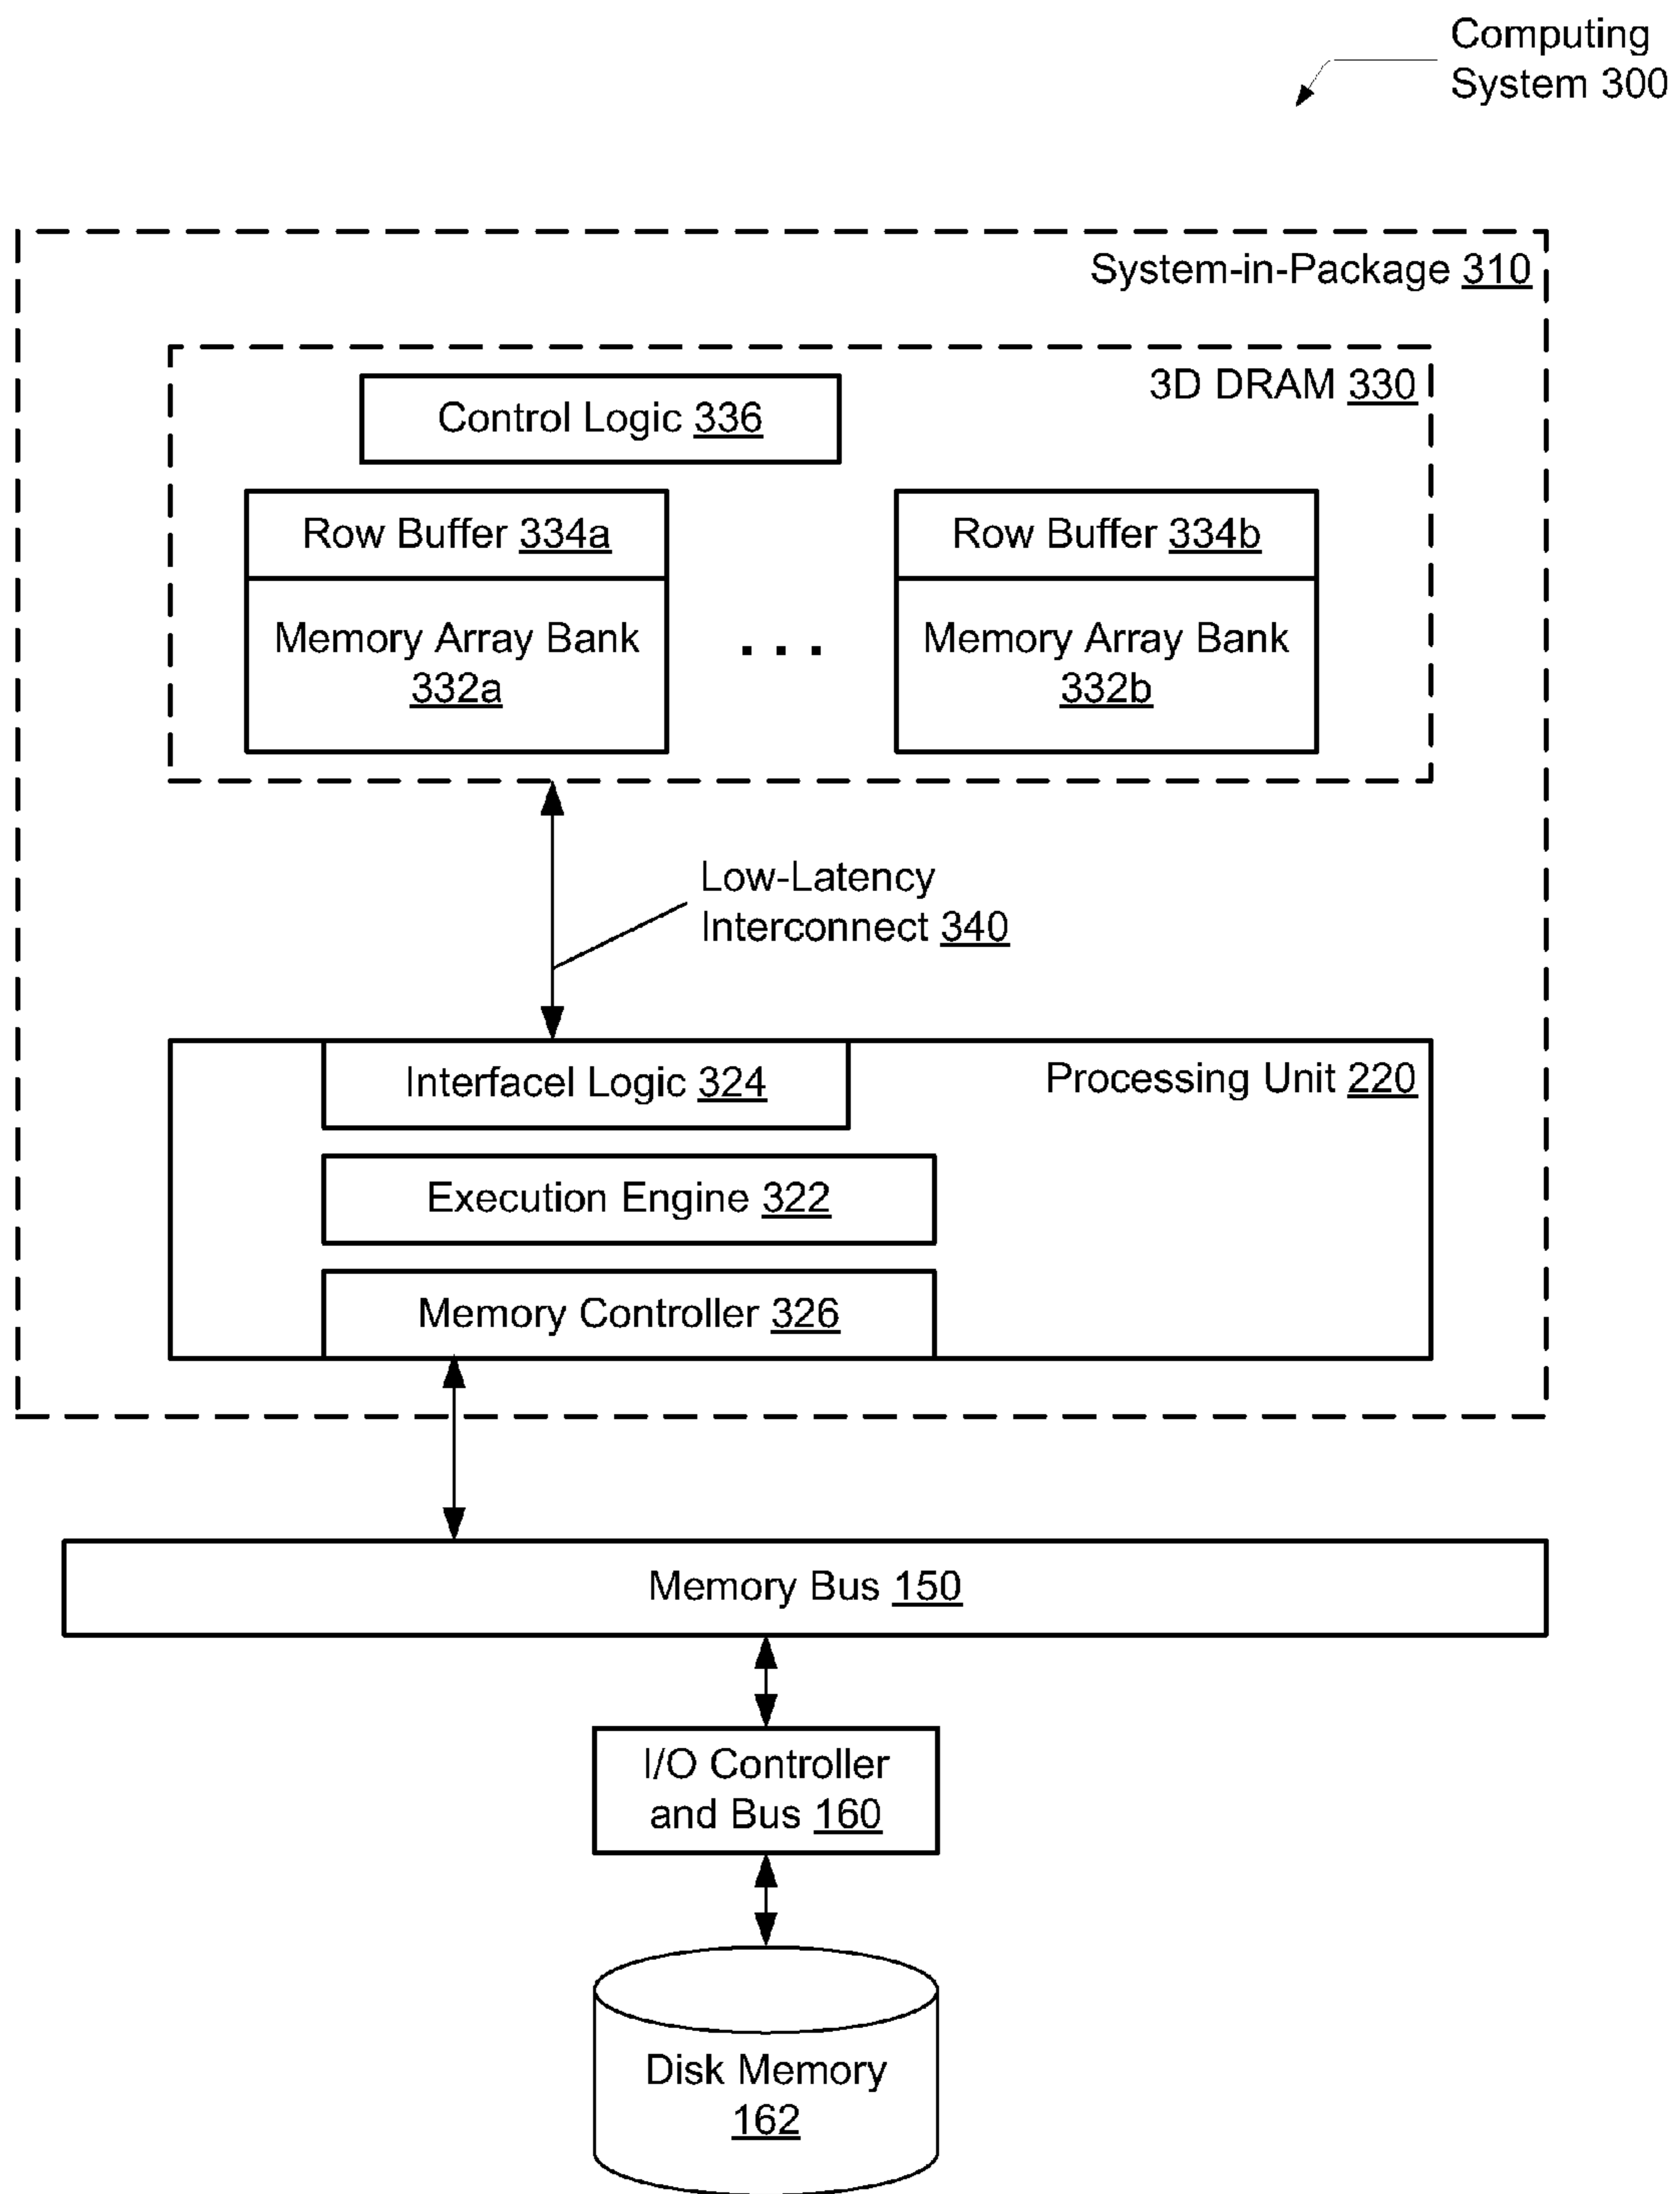 Computing
System 300
System-in-Package 310
3D DRAM 330
Control Logic 336
Row Buffer 334a
Row Buffer 334b
Memory Array Bank
332a
. . .
Memory Array Bank
332b
Low-Latency
Interconnect 340
Interfacel Logic 324
Processing Unit 220
Execution Engine 322
Memory Controller 326
Memory Bus 150
I/O Controller
and Bus 160
Disk Memory
162